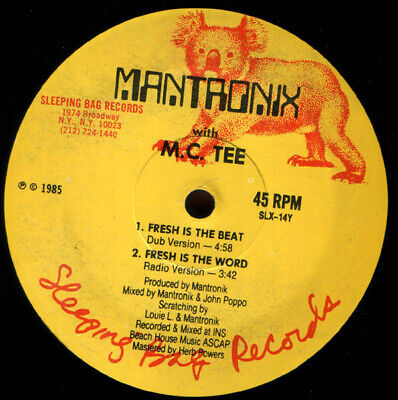 MANTRONIX
with
M.C. TEE
SLEEPING BAG RECORDS
1974 Broadway
N.Y. N.Y. 10023
(212) 724-1440
℗ © 1985
45 RPM
SLX-14Y
1. FRESH IS THE BEAT
Dub Version — 4:58
2. FRESH IS THE WORD
Radio Version — 3:42
Produced by Mantronik
Mixed by Mantronik & John Poppo
Scratching by
Louie L. & Mantronik
Recorded & Mixed at INS
Beach House Music ASCAP
Mastered by Herb Powers
Sleeping Bag Records